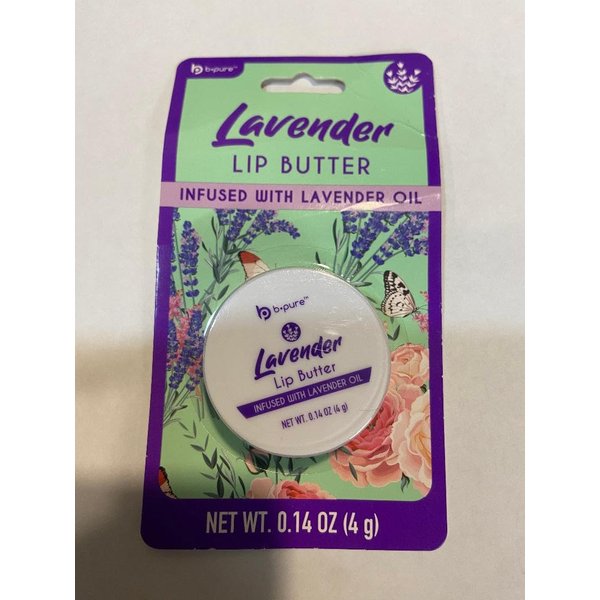 b•pure™
Lavender
LIP BUTTER
INFUSED WITH LAVENDER OIL
b•pure™
Lavender
Lip Butter
INFUSED WITH LAVENDER OIL
NET WT. 0.14 OZ (4 g)
NET WT. 0.14 OZ (4 g)